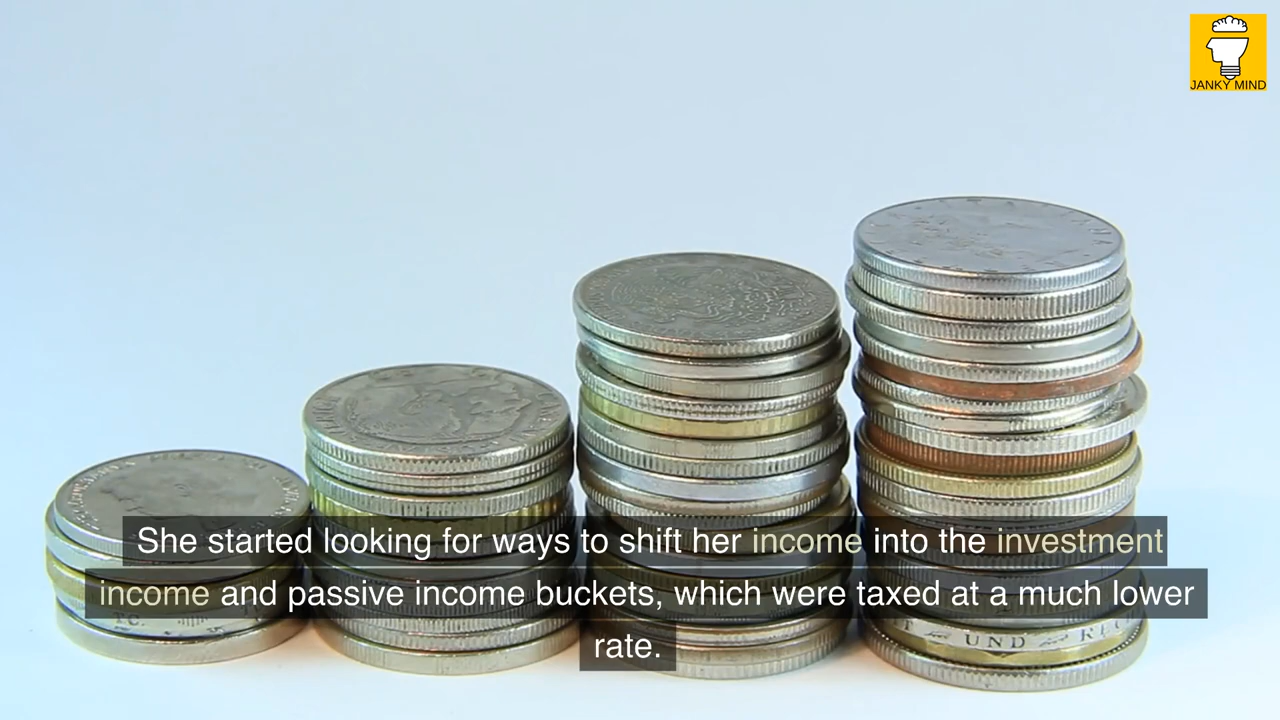 JANKY MIND
She started looking for ways to shift her income into the investment
income and passive income buckets, which were taxed at a much lower
rate.
UND